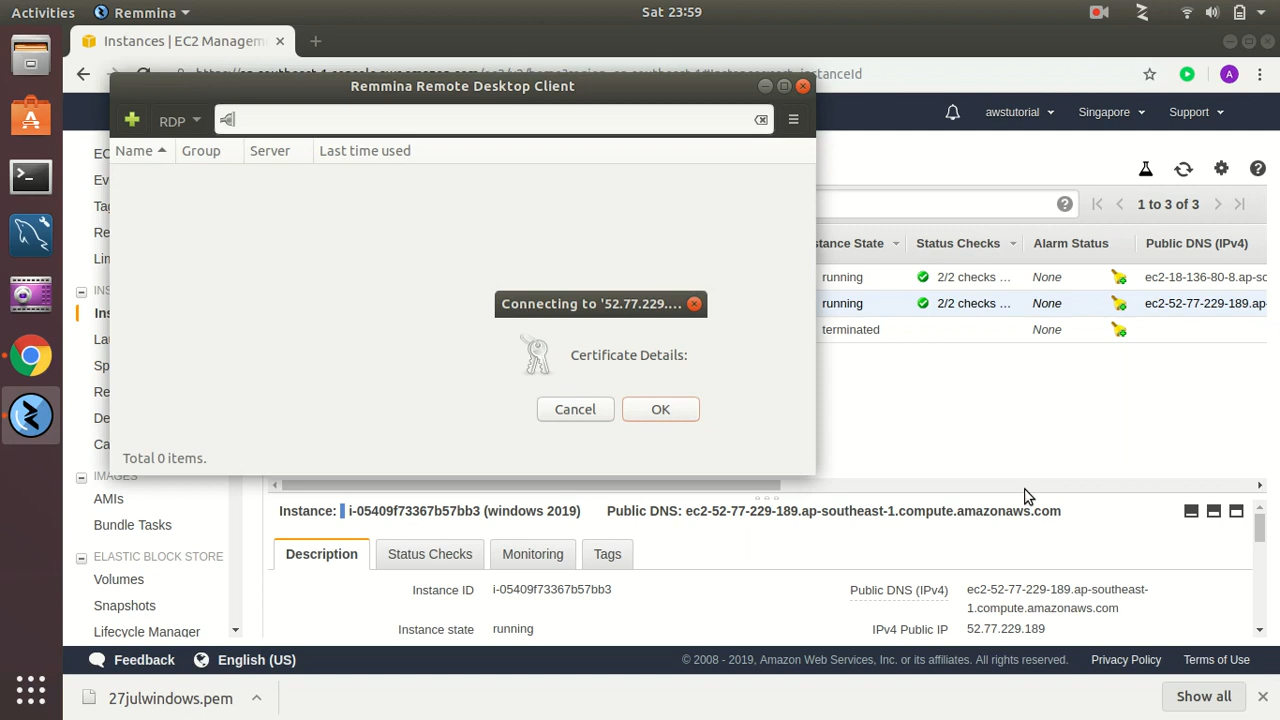 Activities
Remmina
Sat 23:59
Instances | EC2 Managem
Remmina Remote Desktop Client
instanceId
A
RDP
awstutorial
Singapore
Support
Name
Group
Server
Last time used
EC
Ev
Tag
1 to 3 of 3
Re
Lim
stance State
Status Checks
Alarm Status
Public DNS (IPv4)
running
2/2 checks ...
None
ec2-18-136-80-8.ap-so
INS
Connecting to '52.77.229....
running
2/2 checks ...
None
ec2-52-77-229-189.ap-
Ins
terminated
None
Lau
Certificate Details:
Sp
Re
Cancel
OK
De
Ca
Total 0 items.
IMAGES
AMIs
Instance:
i-05409f73367b57bb3 (windows 2019)
Public DNS: ec2-52-77-229-189.ap-southeast-1.compute.amazonaws.com
Bundle Tasks
Description
Status Checks
Monitoring
Tags
ELASTIC BLOCK STORE
Volumes
Instance ID
i-05409f73367b57bb3
Public DNS (IPv4)
ec2-52-77-229-189.ap-southeast-
1.compute.amazonaws.com
Snapshots
Lifecycle Manager
Instance state
running
IPv4 Public IP
52.77.229.189
Feedback
English (US)
© 2008 - 2019, Amazon Web Services, Inc. or its affiliates. All rights reserved.
Privacy Policy
Terms of Use
27julwindows.pem
Show all